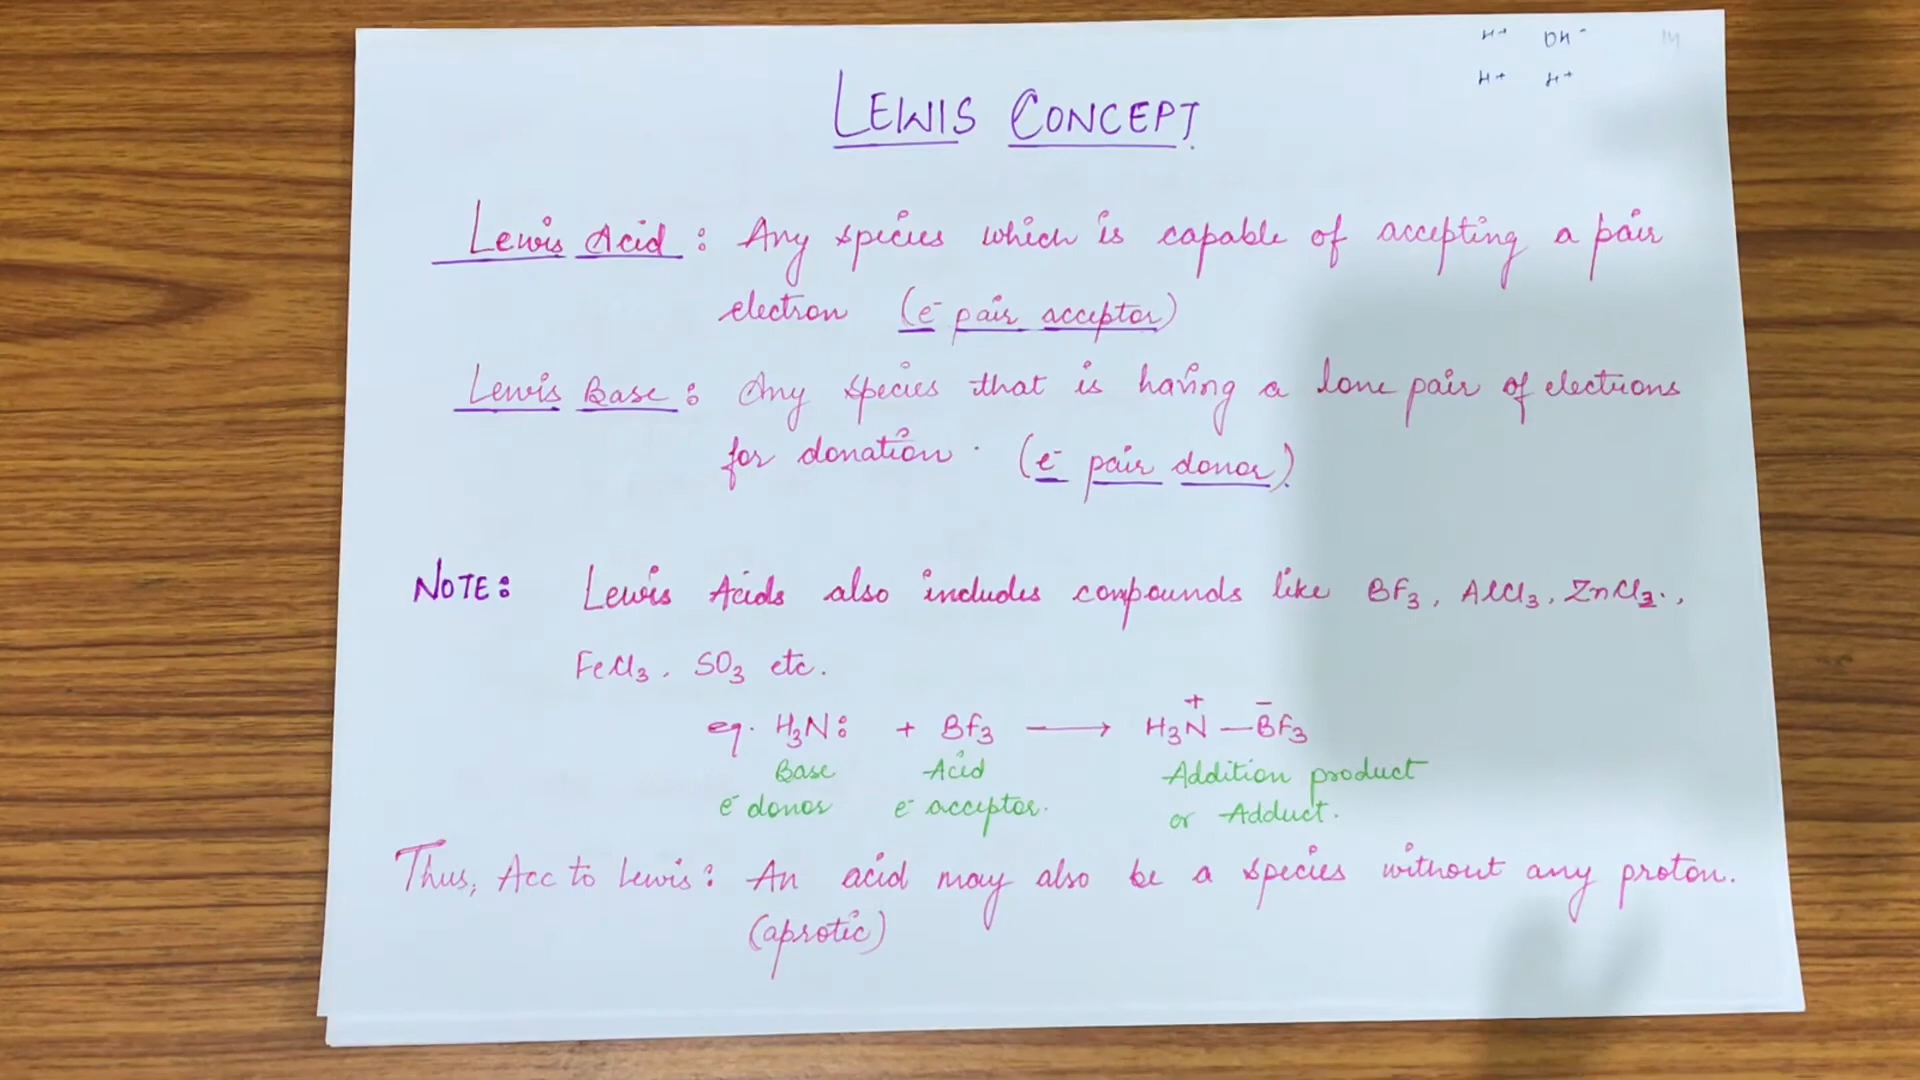 H⁺ OH⁻ 14
H⁺ H⁺
LEWIS CONCEPT
Lewis Acid : Any species which is capable of accepting a pair
electron (e⁻ pair acceptor)
Lewis Base : Any species that is having a lone pair of electrons
for donation. (e⁻ pair donor).
NOTE: Lewis Acids also includes compounds like BF₃, AlCl₃, ZnCl₂.,
FeCl₃, SO₃ etc.
eg. H₃N: + BF₃ ⟶ H₃N⁺—B⁻F₃
Base Acid Addition product
e⁻ donor e⁻ acceptor. or Adduct.
Thus, Acc to Lewis : An acid may also be a species without any proton.
(aprotic)